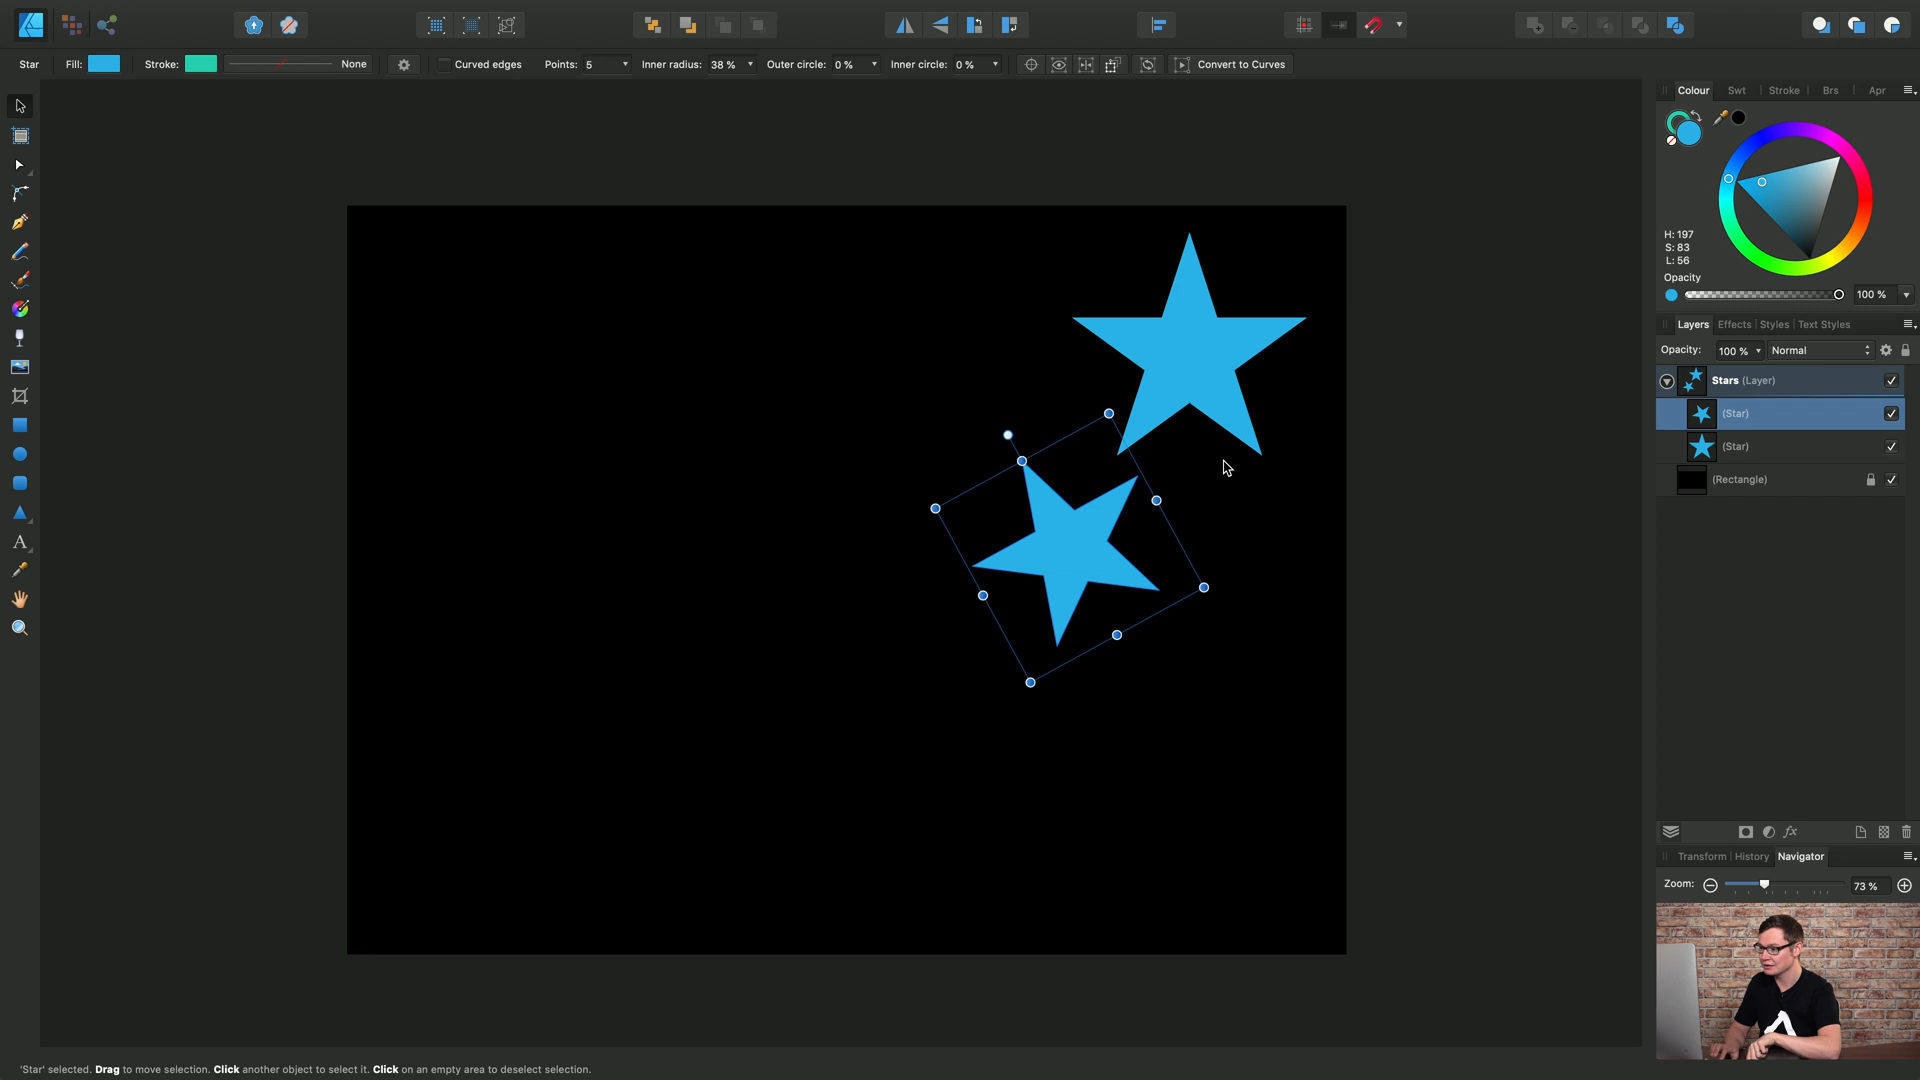 Star Fill: Stroke: None Curved edges Points: 5 Inner radius: 38 % Outer circle: 0 % Inner circle: 0 % Convert to Curves
Colour Swt Stroke Brs Apr
H: 197
S: 83
L: 56
Opacity
100 %
Layers Effects Styles Text Styles
Opacity: 100 % Normal
Stars (Layer)
(Star)
(Star)
(Rectangle)
fx
Transform History Navigator
Zoom: 73 %
A
'Star' selected. Drag to move selection. Click another object to select it. Click on an empty area to deselect selection.